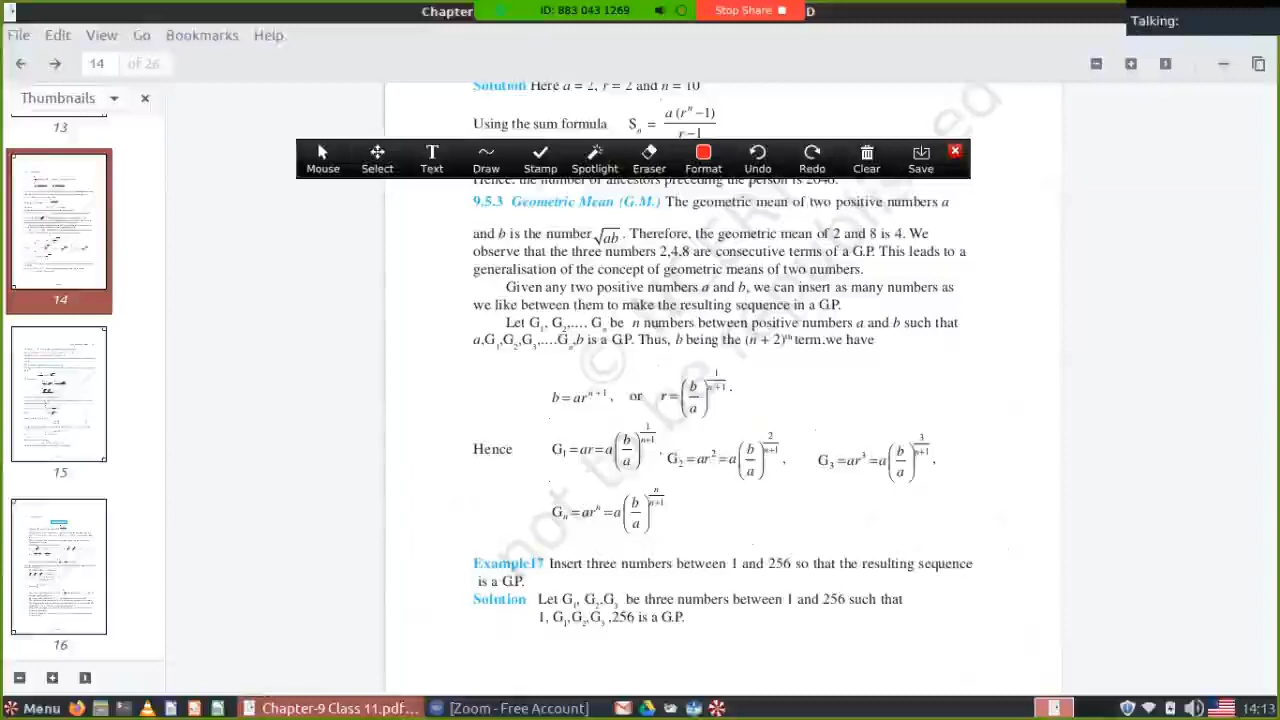 Chapter
ID: 883 043 1269
Stop Share
D
Talking:
File Edit View Go Bookmarks Help
14 of 26
Thumbnails
13
14
15
16
Solution Here a = 2, r = 2 and n = 10
Using the sum formula Sₙ = a (rⁿ –1) / r –1
Mouse Select Text Draw Stamp Spotlight Eraser Format Undo Redo Clear Save
Hence, the number of ancestors preceding the person is 2046.
9.5.3 Geometric Mean (G.M.) The geometric mean of two positive numbers a
and b is the number √ab . Therefore, the geometric mean of 2 and 8 is 4. We
observe that the three numbers 2,4,8 are consecutive terms of a G.P. This leads to a
generalisation of the concept of geometric means of two numbers.
Given any two positive numbers a and b, we can insert as many numbers as
we like between them to make the resulting sequence in a G.P.
Let G₁, G₂,…. Gₙ be n numbers between positive numbers a and b such that
a,G₁,G₂,G₃,….Gₙ,b is a G.P. Thus, b being the (n + 2)ᵗʰ term,we have
b = arⁿ⁺¹, or r = (b/a)^(1/(n+1)).
Hence G₁ = ar = a(b/a)^(1/(n+1)), G₂ = ar² = a(b/a)^(2/(n+1)), G₃ = ar³ = a(b/a)^(3/(n+1)),
Gₙ = arⁿ = a(b/a)^(n/(n+1))
Example17 Insert three numbers between 1 and 256 so that the resulting sequence
is a G.P.
Solution Let G₁, G₂,G₃ be three numbers between 1 and 256 such that
1, G₁,G₂,G₃ ,256 is a G.P.
Menu Chapter-9 Class 11.pdf... [Zoom - Free Account] 14:13